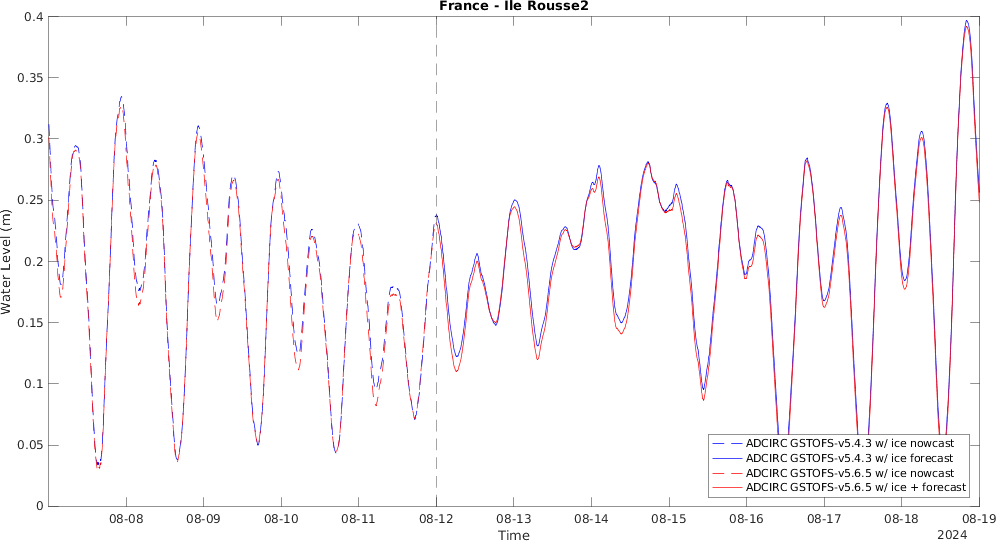 France - Ile Rousse2
0.4
0.35
0.3
0.25
0.2
0.15
0.1
0.05
0
Water Level (m)
ADCIRC GSTOFS-v5.4.3 w/ ice nowcast
ADCIRC GSTOFS-v5.4.3 w/ ice forecast
ADCIRC GSTOFS-v5.6.5 w/ ice nowcast
ADCIRC GSTOFS-v5.6.5 w/ ice + forecast
08-08 08-09 08-10 08-11 08-12 08-13 08-14 08-15 08-16 08-17 08-18 08-19
Time
2024